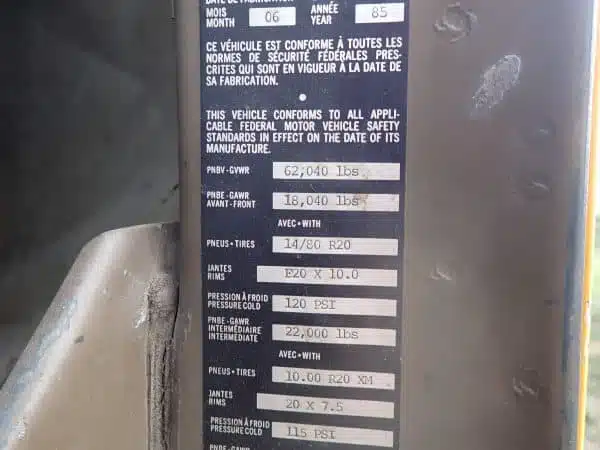 DATE DE FABRICATION
MOIS
MONTH 06 ANNÉE
YEAR 85
CE VÉHICULE EST CONFORME À TOUTES LES
NORMES DE SÉCURITÉ FÉDÉRALES PRES-
CRITES QUI SONT EN VIGUEUR À LA DATE DE
SA FABRICATION.
THIS VEHICLE CONFORMS TO ALL APPLI-
CABLE FEDERAL MOTOR VEHICLE SAFETY
STANDARDS IN EFFECT ON THE DATE OF ITS
MANUFACTURE.
PNBV-GVWR 62,040 lbs
PNBE-GAWR
AVANT-FRONT 18,040 lbs
AVEC•WITH
PNEUS•TIRES 14/80 R20
JANTES
RIMS E20 X 10.0
PRESSION À FROID
PRESSURE COLD 120 PSI
PNBE-GAWR
INTERMÉDIAIRE
INTERMEDIATE 22,000 lbs
AVEC•WITH
PNEUS•TIRES 10.00 R20 XM
JANTES
RIMS 20 X 7.5
PRESSION À FROID
PRESSURE COLD 115 PSI
PNBE-GAWR